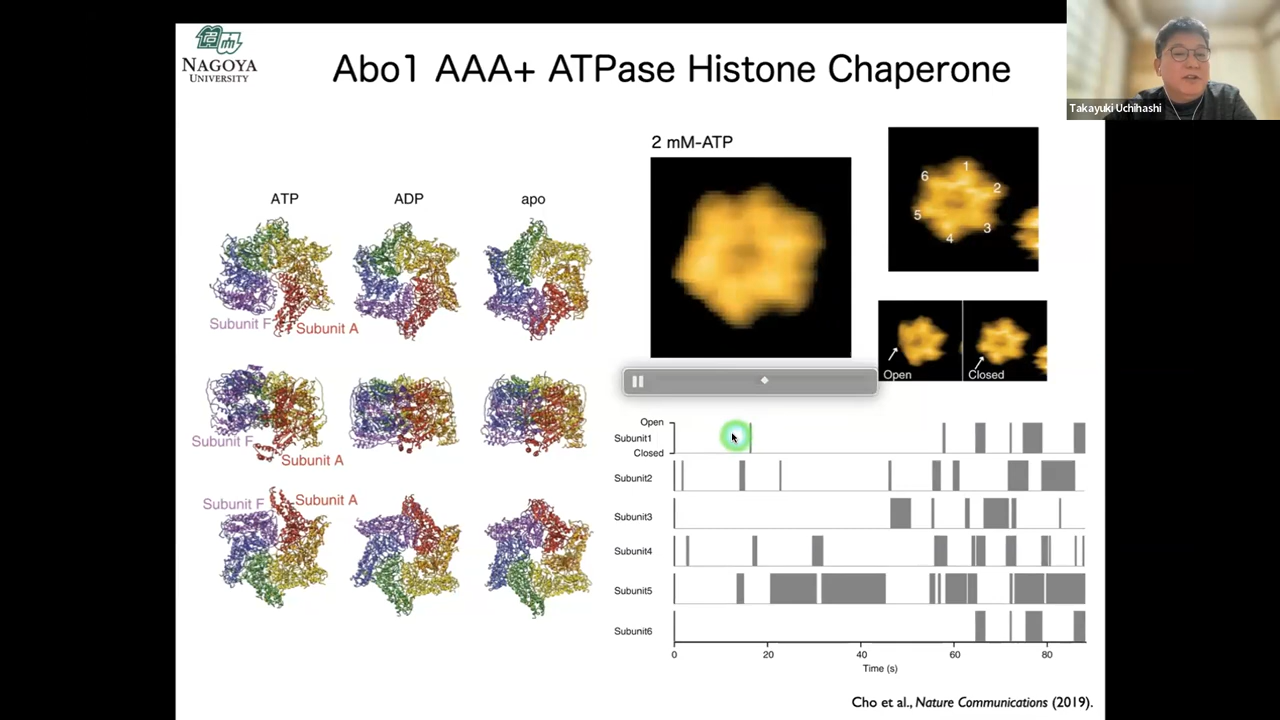 NAGOYA
UNIVERSITY
Abo1 AAA+ ATPase Histone Chaperone
Takayuki Uchihashi
2 mM-ATP
ATP
ADP
apo
Subunit F
Subunit A
Subunit F
Subunit A
Subunit F
Subunit A
1
2
3
4
5
6
Open
Closed
Open
Subunit1
Closed
Subunit2
Subunit3
Subunit4
Subunit5
Subunit6
0
20
40
60
80
Time (s)
Cho et al., Nature Communications (2019).